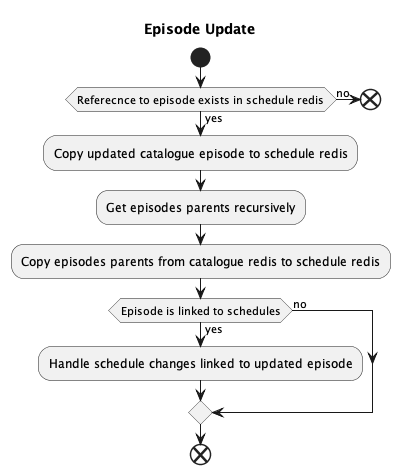 Episode Update
Referecnce to episode exists in schedule redis
no
yes
Copy updated catalogue episode to schedule redis
Get episodes parents recursively
Copy episodes parents from catalogue redis to schedule redis
Episode is linked to schedules
no
yes
Handle schedule changes linked to updated episode